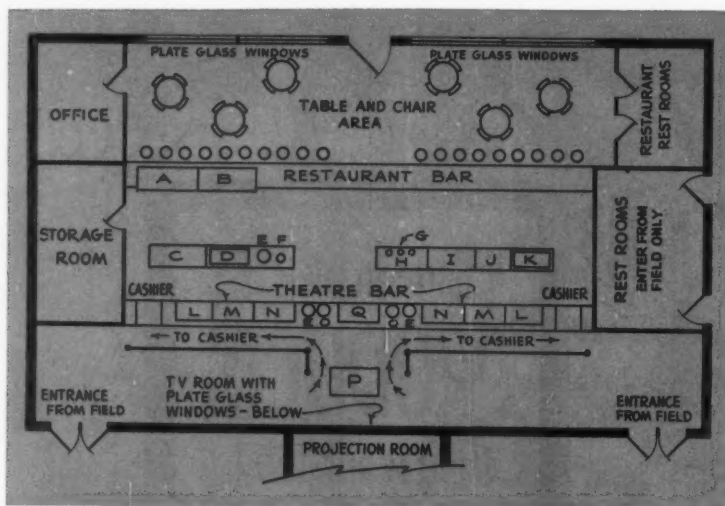 PLATE GLASS WINDOWS
PLATE GLASS WINDOWS
OFFICE
TABLE AND CHAIR
AREA
RESTAURANT
REST ROOMS
A B RESTAURANT BAR
STORAGE
ROOM
C D E F
G
H I J K
REST ROOMS
ENTER FROM
FIELD ONLY
CASHIER
THEATRE BAR
CASHIER
L M N Q N M L
TO CASHIER
TO CASHIER
P
TV ROOM WITH
PLATE GLASS
WINDOWS - BELOW
ENTRANCE
FROM FIELD
ENTRANCE
FROM FIELD
PROJECTION ROOM